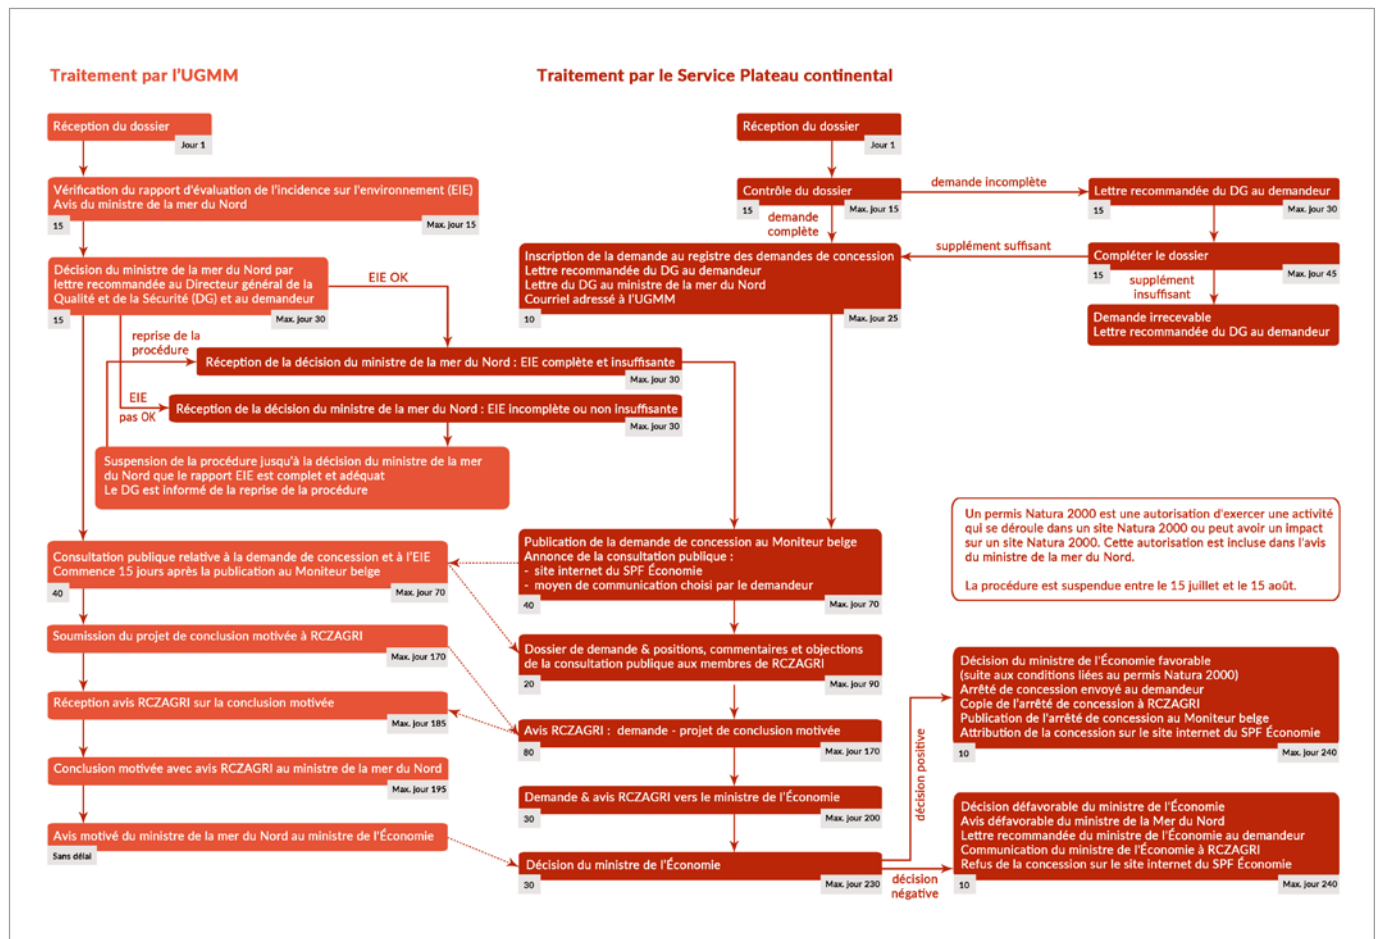 Traitement par l'UGMM
Réception du dossier
Jour 1
Vérification du rapport d'évaluation de l'incidence sur l'environnement (EIE)
Avis du ministre de la mer du Nord
15
Max. jour 15
Décision du ministre de la mer du Nord par
lettre recommandée au Directeur général de la
Qualité et de la Sécurité (DG) et au demandeur
15
Max. jour 30
EIE OK
reprise de la
procédure
Réception de la décision du ministre de la mer du Nord : EIE complète et insuffisante
Max. jour 30
EIE
pas OK
Réception de la décision du ministre de la mer du Nord : EIE incomplète ou non insuffisante
Max. jour 30
Suspension de la procédure jusqu'à la décision du ministre de la mer
du Nord que le rapport EIE est complet et adéquat
Le DG est informé de la reprise de la procédure
Consultation publique relative à la demande de concession et à l'EIE
Commence 15 jours après la publication au Moniteur belge
40
Max. jour 70
Soumission du projet de conclusion motivée à RCZAGRI
Max. jour 170
Réception avis RCZAGRI sur la conclusion motivée
Max. jour 185
Conclusion motivée avec avis RCZAGRI au ministre de la mer du Nord
Max. jour 195
Avis motivé du ministre de la mer du Nord au ministre de l'Économie
Sans délai
Traitement par le Service Plateau continental
Réception du dossier
Jour 1
Contrôle du dossier
15
Max. jour 15
demande incomplète
demande
complète
Lettre recommandée du DG au demandeur
15
Max. jour 30
Inscription de la demande au registre des demandes de concession
Lettre recommandée du DG au demandeur
Lettre du DG au ministre de la mer du Nord
Courriel adressé à l'UGMM
10
Max. jour 25
supplément suffisant
Compléter le dossier
15
Max. jour 45
supplément
insuffisant
Demande irrecevable
Lettre recommandée du DG au demandeur
Publication de la demande de concession au Moniteur belge
Annonce de la consultation publique :
- site internet du SPF Économie
- moyen de communication choisi par le demandeur
40
Max. jour 70
Dossier de demande & positions, commentaires et objections
de la consultation publique aux membres de RCZAGRI
20
Max. jour 90
Avis RCZAGRI : demande - projet de conclusion motivée
80
Max. jour 170
Demande & avis RCZAGRI vers le ministre de l'Économie
30
Max. jour 200
Décision du ministre de l'Économie
30
Max. jour 230
décision positive
décision
négative
Un permis Natura 2000 est une autorisation d'exercer une activité
qui se déroule dans un site Natura 2000 ou peut avoir un impact
sur un site Natura 2000. Cette autorisation est incluse dans l'avis
du ministre de la mer du Nord.
La procédure est suspendue entre le 15 juillet et le 15 août.
Décision du ministre de l'Économie favorable
(suite aux conditions liées au permis Natura 2000)
Arrêté de concession envoyé au demandeur
Copie de l'arrêté de concession à RCZAGRI
Publication de l'arrêté de concession au Moniteur belge
Attribution de la concession sur le site internet du SPF Économie
10
Max. jour 240
Décision défavorable du ministre de l'Économie
Avis défavorable du ministre de la Mer du Nord
Lettre recommandée du ministre de l'Économie au demandeur
Communication du ministre de l'Économie à RCZAGRI
Refus de la concession sur le site internet du SPF Économie
10
Max. jour 240